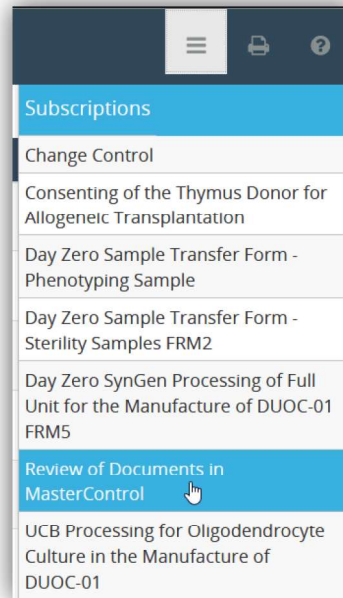 Subscriptions
Change Control
Consenting of the Thymus Donor for
Allogeneic Transplantation
Day Zero Sample Transfer Form -
Phenotyping Sample
Day Zero Sample Transfer Form -
Sterility Samples FRM2
Day Zero SynGen Processing of Full
Unit for the Manufacture of DUOC-01
FRM5
Review of Documents in
MasterControl
UCB Processing for Oligodendrocyte
Culture in the Manufacture of
DUOC-01